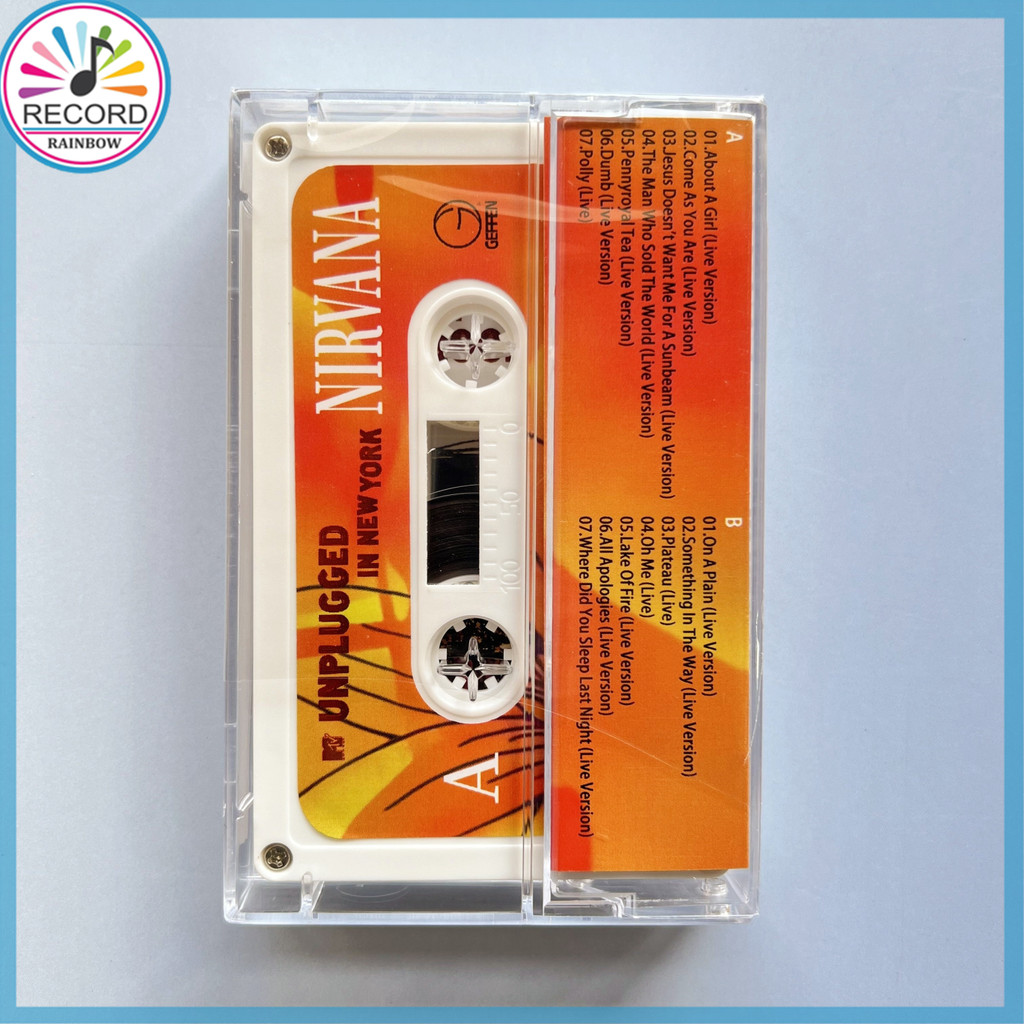 RECORD
RAINBOW
NIRVANA
UNPLUGGED
IN NEW YORK
GEFFEN
A
0
50
100
A
01.About A Girl (Live Version)
02.Come As You Are (Live Version)
03.Jesus Doesn't Want Me For A Sunbeam (Live Version)
04.The Man Who Sold The World (Live Version)
05.Pennyroyal Tea (Live Version)
06.Dumb (Live Version)
07.Polly (Live)
B
01.On A Plain (Live Version)
02.Something In The Way (Live Version)
03.Plateau (Live)
04.Oh Me (Live)
05.Lake Of Fire (Live Version)
06.All Apologies (Live Version)
07.Where Did You Sleep Last Night (Live Version)